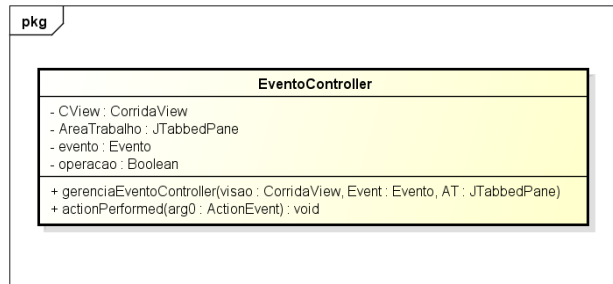 pkg
EventoController
- CView : CorridaView
- AreaTrabalho : JTabbedPane
- evento : Evento
- operacao : Boolean
+ gerenciaEventoController(visao : CorridaView, Event : Evento, AT : JTabbedPane)
+ actionPerformed(arg0 : ActionEvent) : void